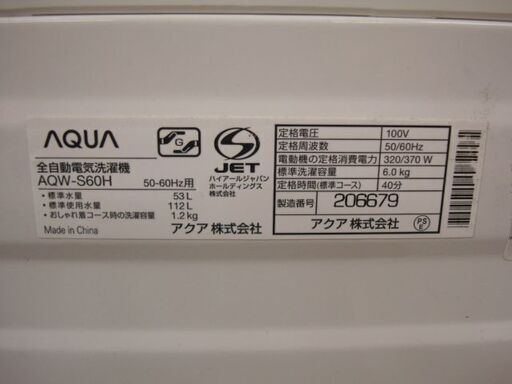 AQUA
G
JET
ハイアールジャパン
ホールディングス
株式会社
全自動電気洗濯機
AQW-S60H 50-60Hz用
・標準水量 53 L
・標準使用水量 112 L
・おしゃれ着コース時の洗濯容量 1.2 kg
Made in China アクア 株式会社
定格電圧 100V
定格周波数 50/60Hz
電動機の定格消費電力 320/370 W
標準洗濯容量 6.0 kg
定格時間(標準コース) 40分
製造番号 206679
アクア 株式会社
PS
E